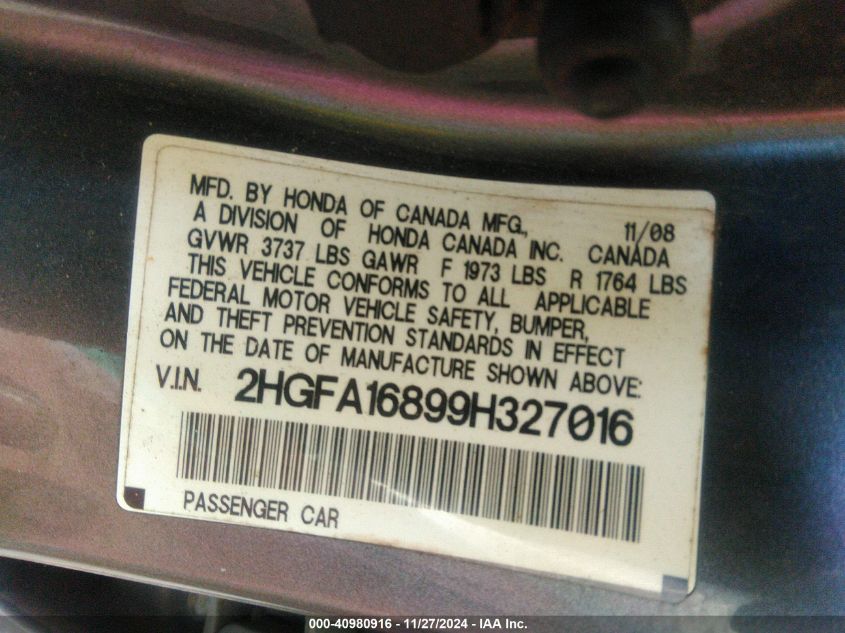 MFD. BY HONDA OF CANADA MFG., 11/08
A DIVISION OF HONDA CANADA INC. CANADA
GVWR 3737 LBS GAWR F 1973 LBS R 1764 LBS
THIS VEHICLE CONFORMS TO ALL APPLICABLE
FEDERAL MOTOR VEHICLE SAFETY, BUMPER,
AND THEFT PREVENTION STANDARDS IN EFFECT
ON THE DATE OF MANUFACTURE SHOWN ABOVE:
V.I.N. 2HGFA16899H327016
PASSENGER CAR
000-40980916 - 11/27/2024 - IAA Inc.